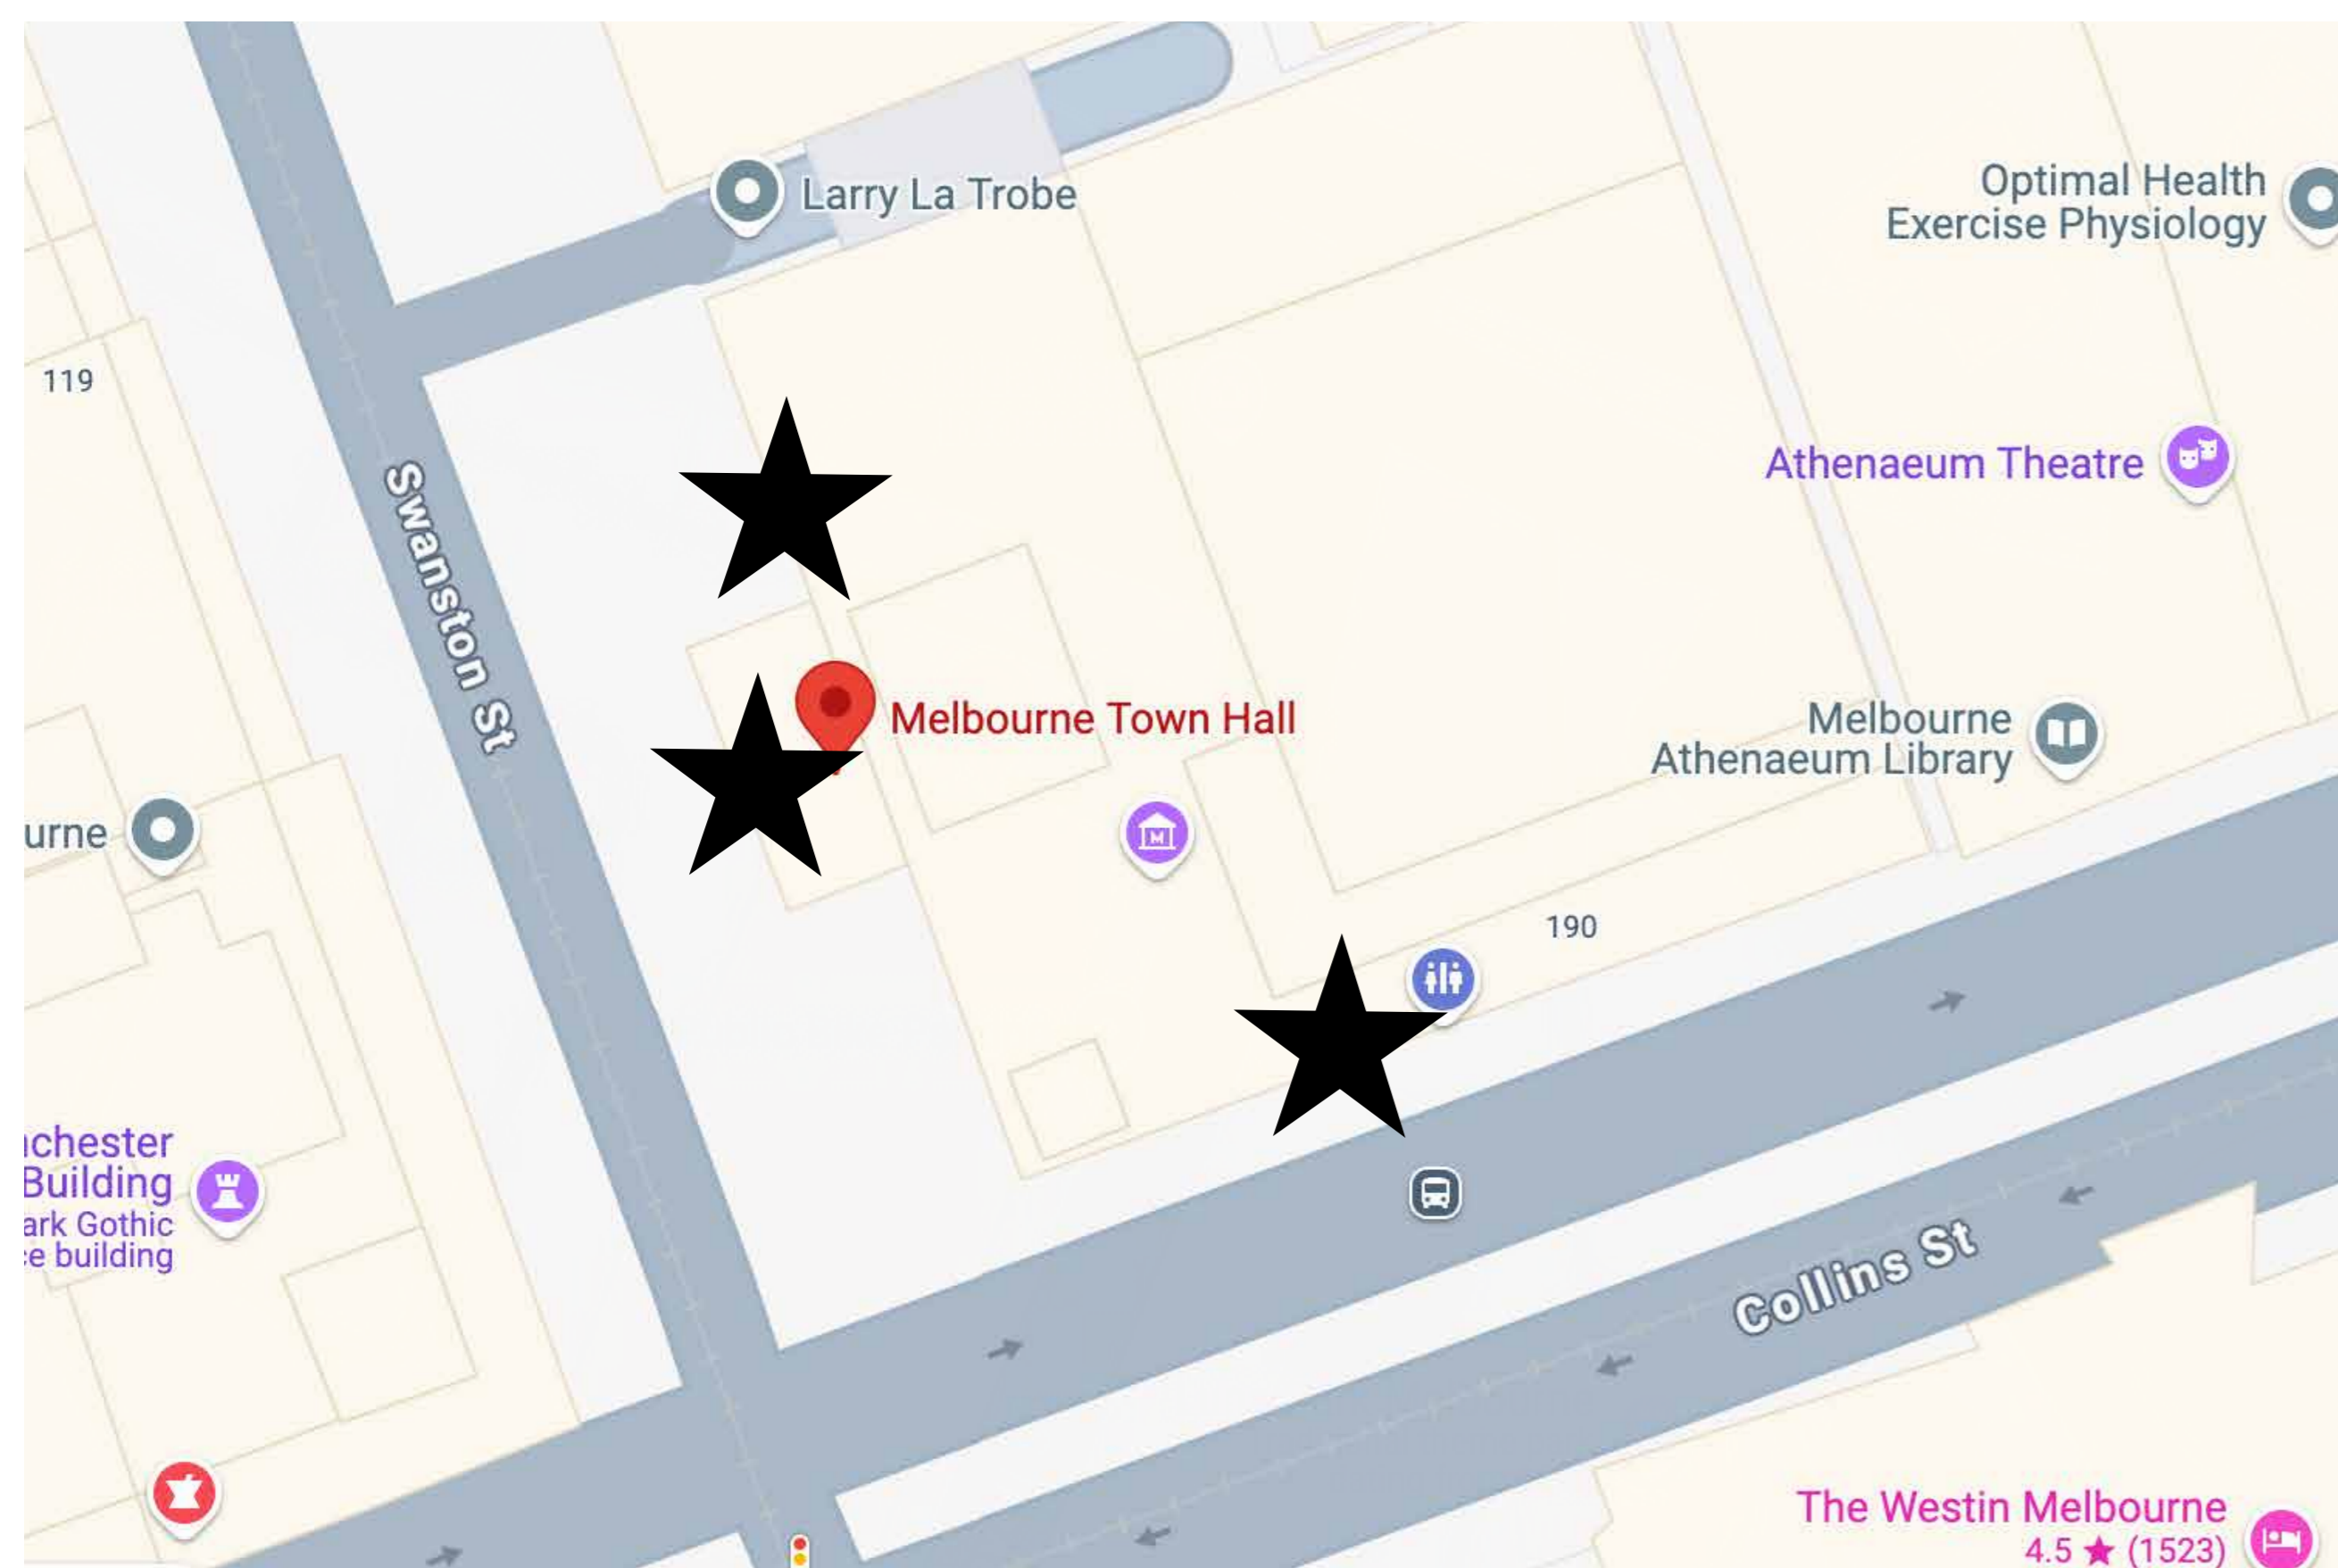 Larry La Trobe
Optimal Health
Exercise Physiology
119
Swanston St
Athenaeum Theatre
Melbourne Town Hall
Melbourne
Athenaeum Library
urne
M
190
ichester
Building
ark Gothic
e building
Collins St
The Westin Melbourne
4.5 ★ (1523)